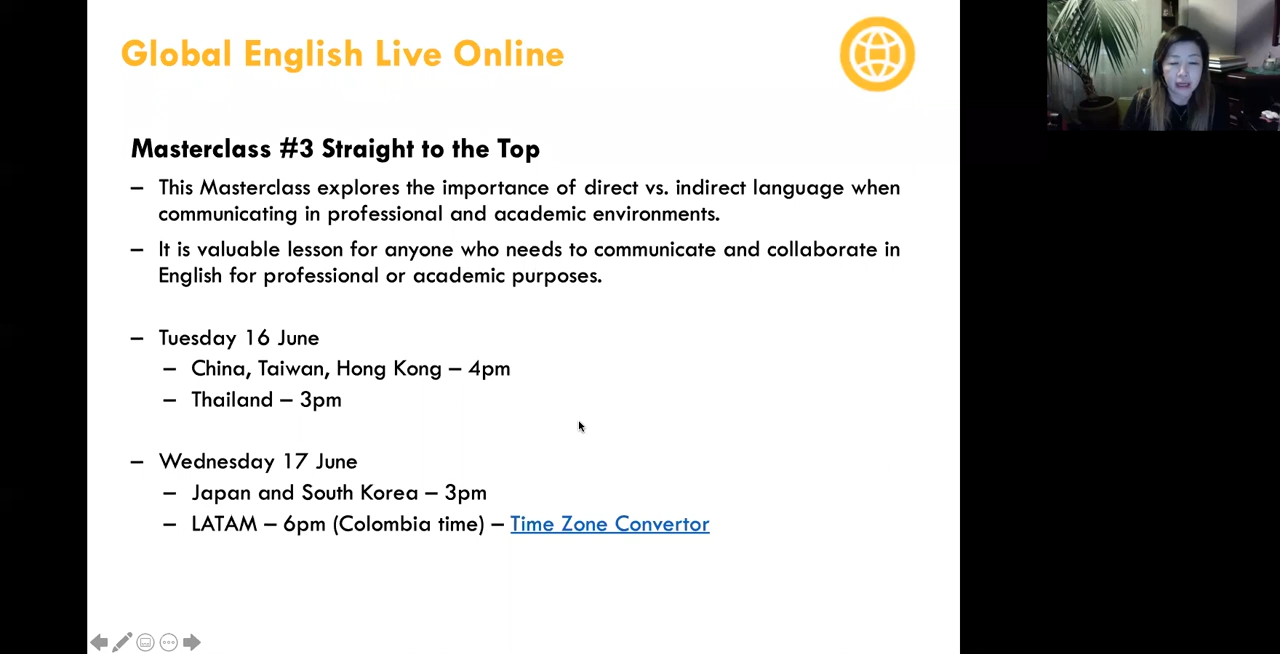 Global English Live Online
Masterclass #3 Straight to the Top
– This Masterclass explores the importance of direct vs. indirect language when
communicating in professional and academic environments.
– It is valuable lesson for anyone who needs to communicate and collaborate in
English for professional or academic purposes.
– Tuesday 16 June
– China, Taiwan, Hong Kong – 4pm
– Thailand – 3pm
– Wednesday 17 June
– Japan and South Korea – 3pm
– LATAM – 6pm (Colombia time) – Time Zone Convertor